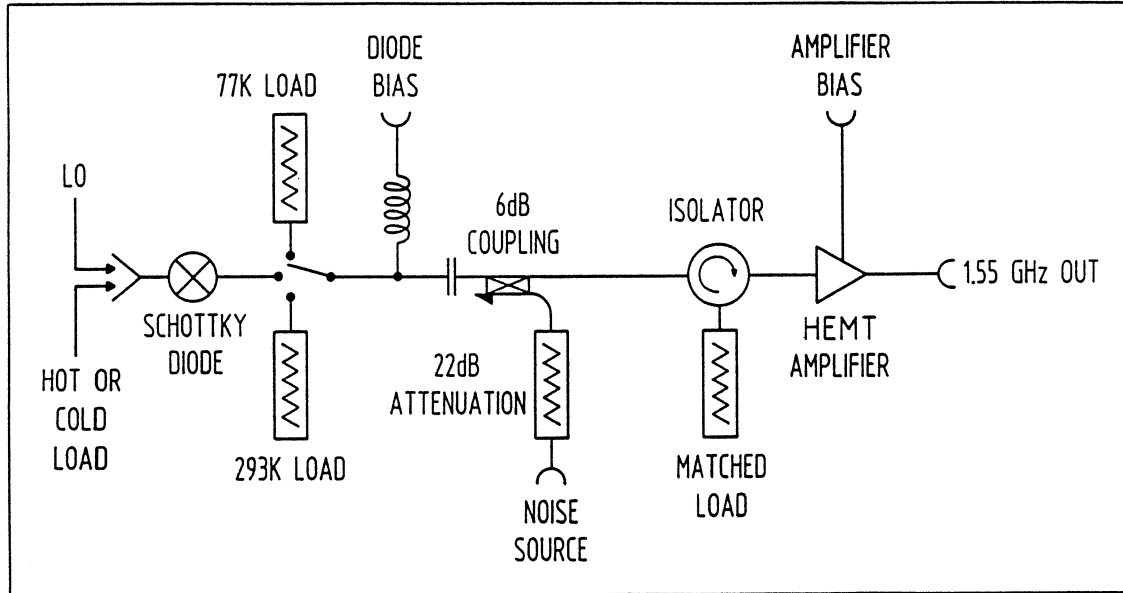 DIODE
BIAS
77K LOAD
AMPLIFIER
BIAS
LO
6dB
COUPLING
ISOLATOR
1.55 GHz OUT
SCHOTTKY
DIODE
HOT OR
COLD
LOAD
22dB
ATTENUATION
HEMT
AMPLIFIER
293K LOAD
NOISE
SOURCE
MATCHED
LOAD